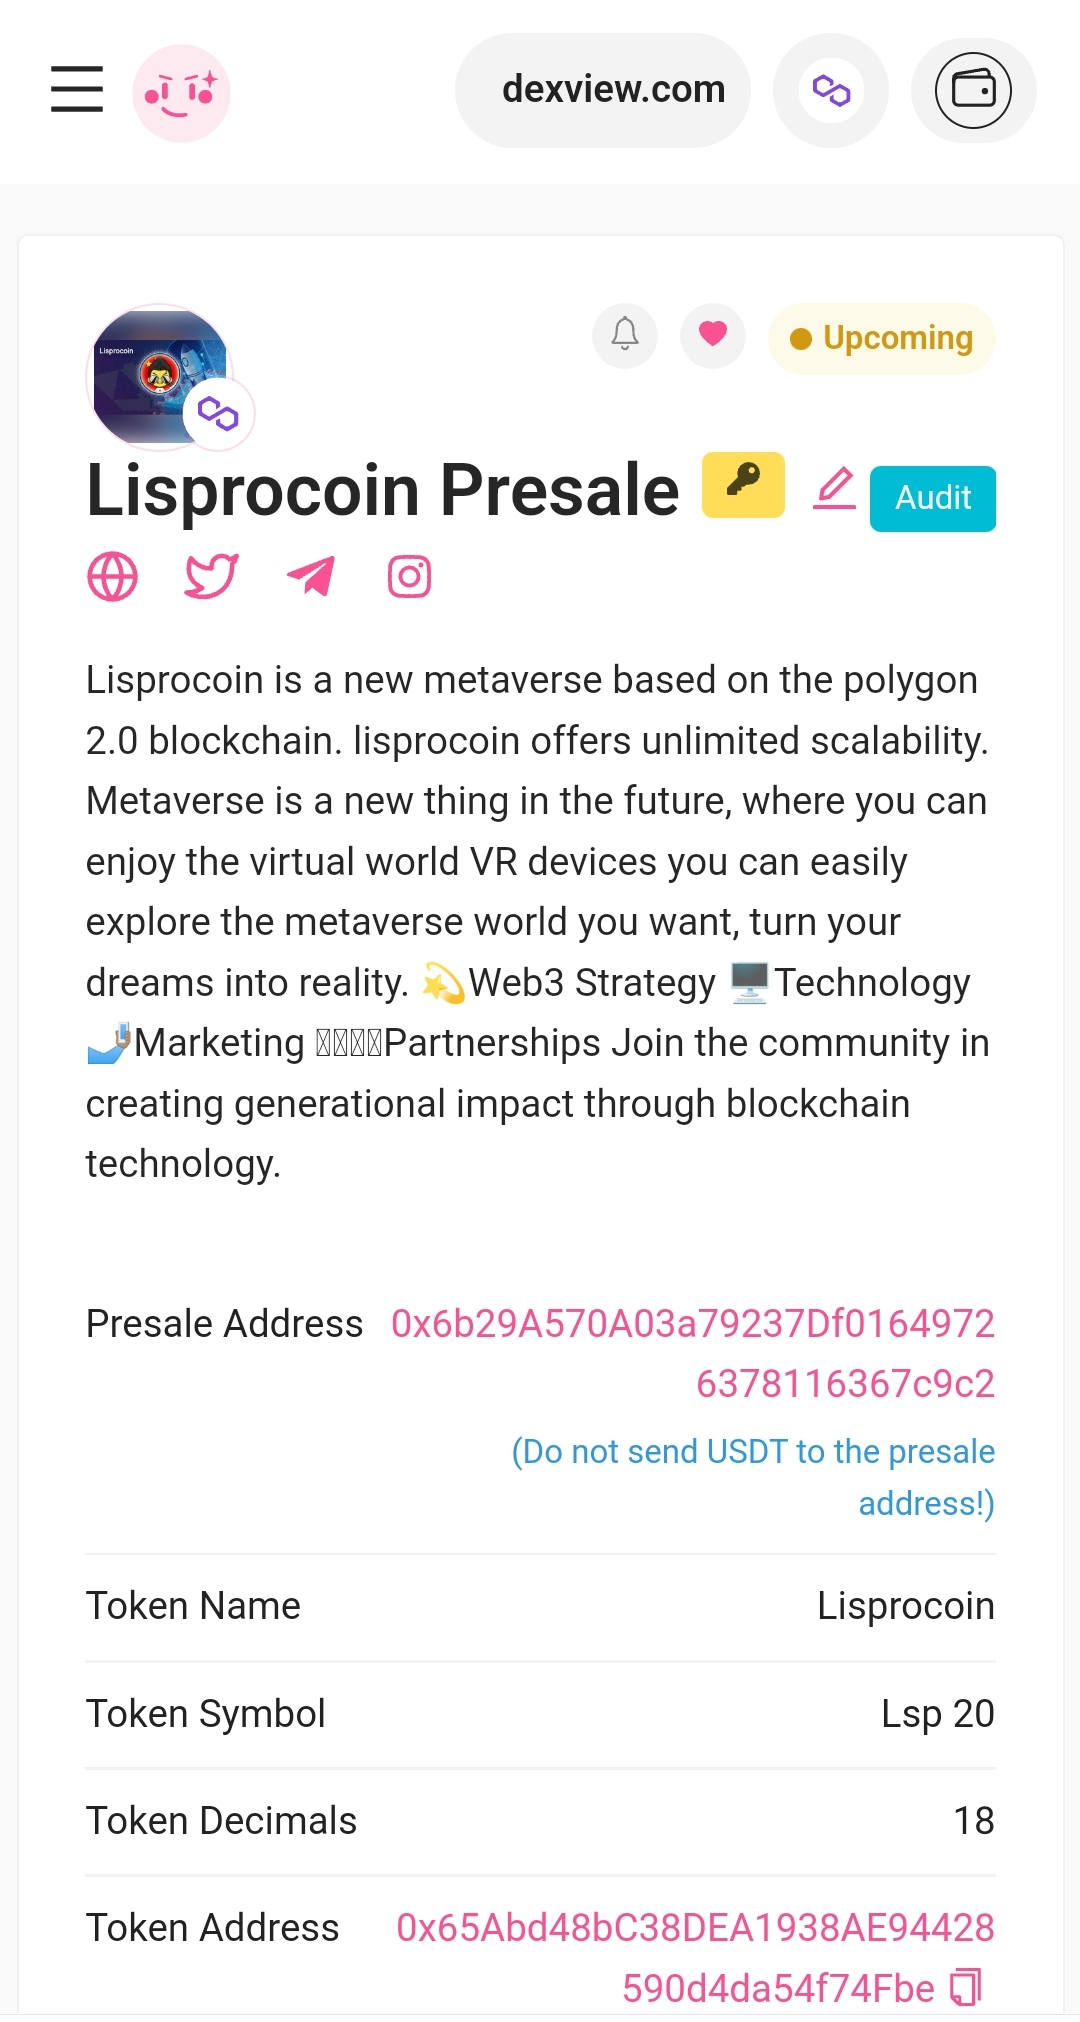 dexview.com
Lisprocoin
Upcoming
Lisprocoin Presale
Audit
Lisprocoin is a new metaverse based on the polygon
2.0 blockchain. lisprocoin offers unlimited scalability.
Metaverse is a new thing in the future, where you can
enjoy the virtual world VR devices you can easily
explore the metaverse world you want, turn your
dreams into reality. 💫Web3 Strategy 🖥️Technology
🤳Marketing Partnerships Join the community in
creating generational impact through blockchain
technology.
Presale Address 0x6b29A570A03a79237Df0164972
6378116367c9c2
(Do not send USDT to the presale
address!)
Token Name Lisprocoin
Token Symbol Lsp 20
Token Decimals 18
Token Address 0x65Abd48bC38DEA1938AE94428
590d4da54f74Fbe